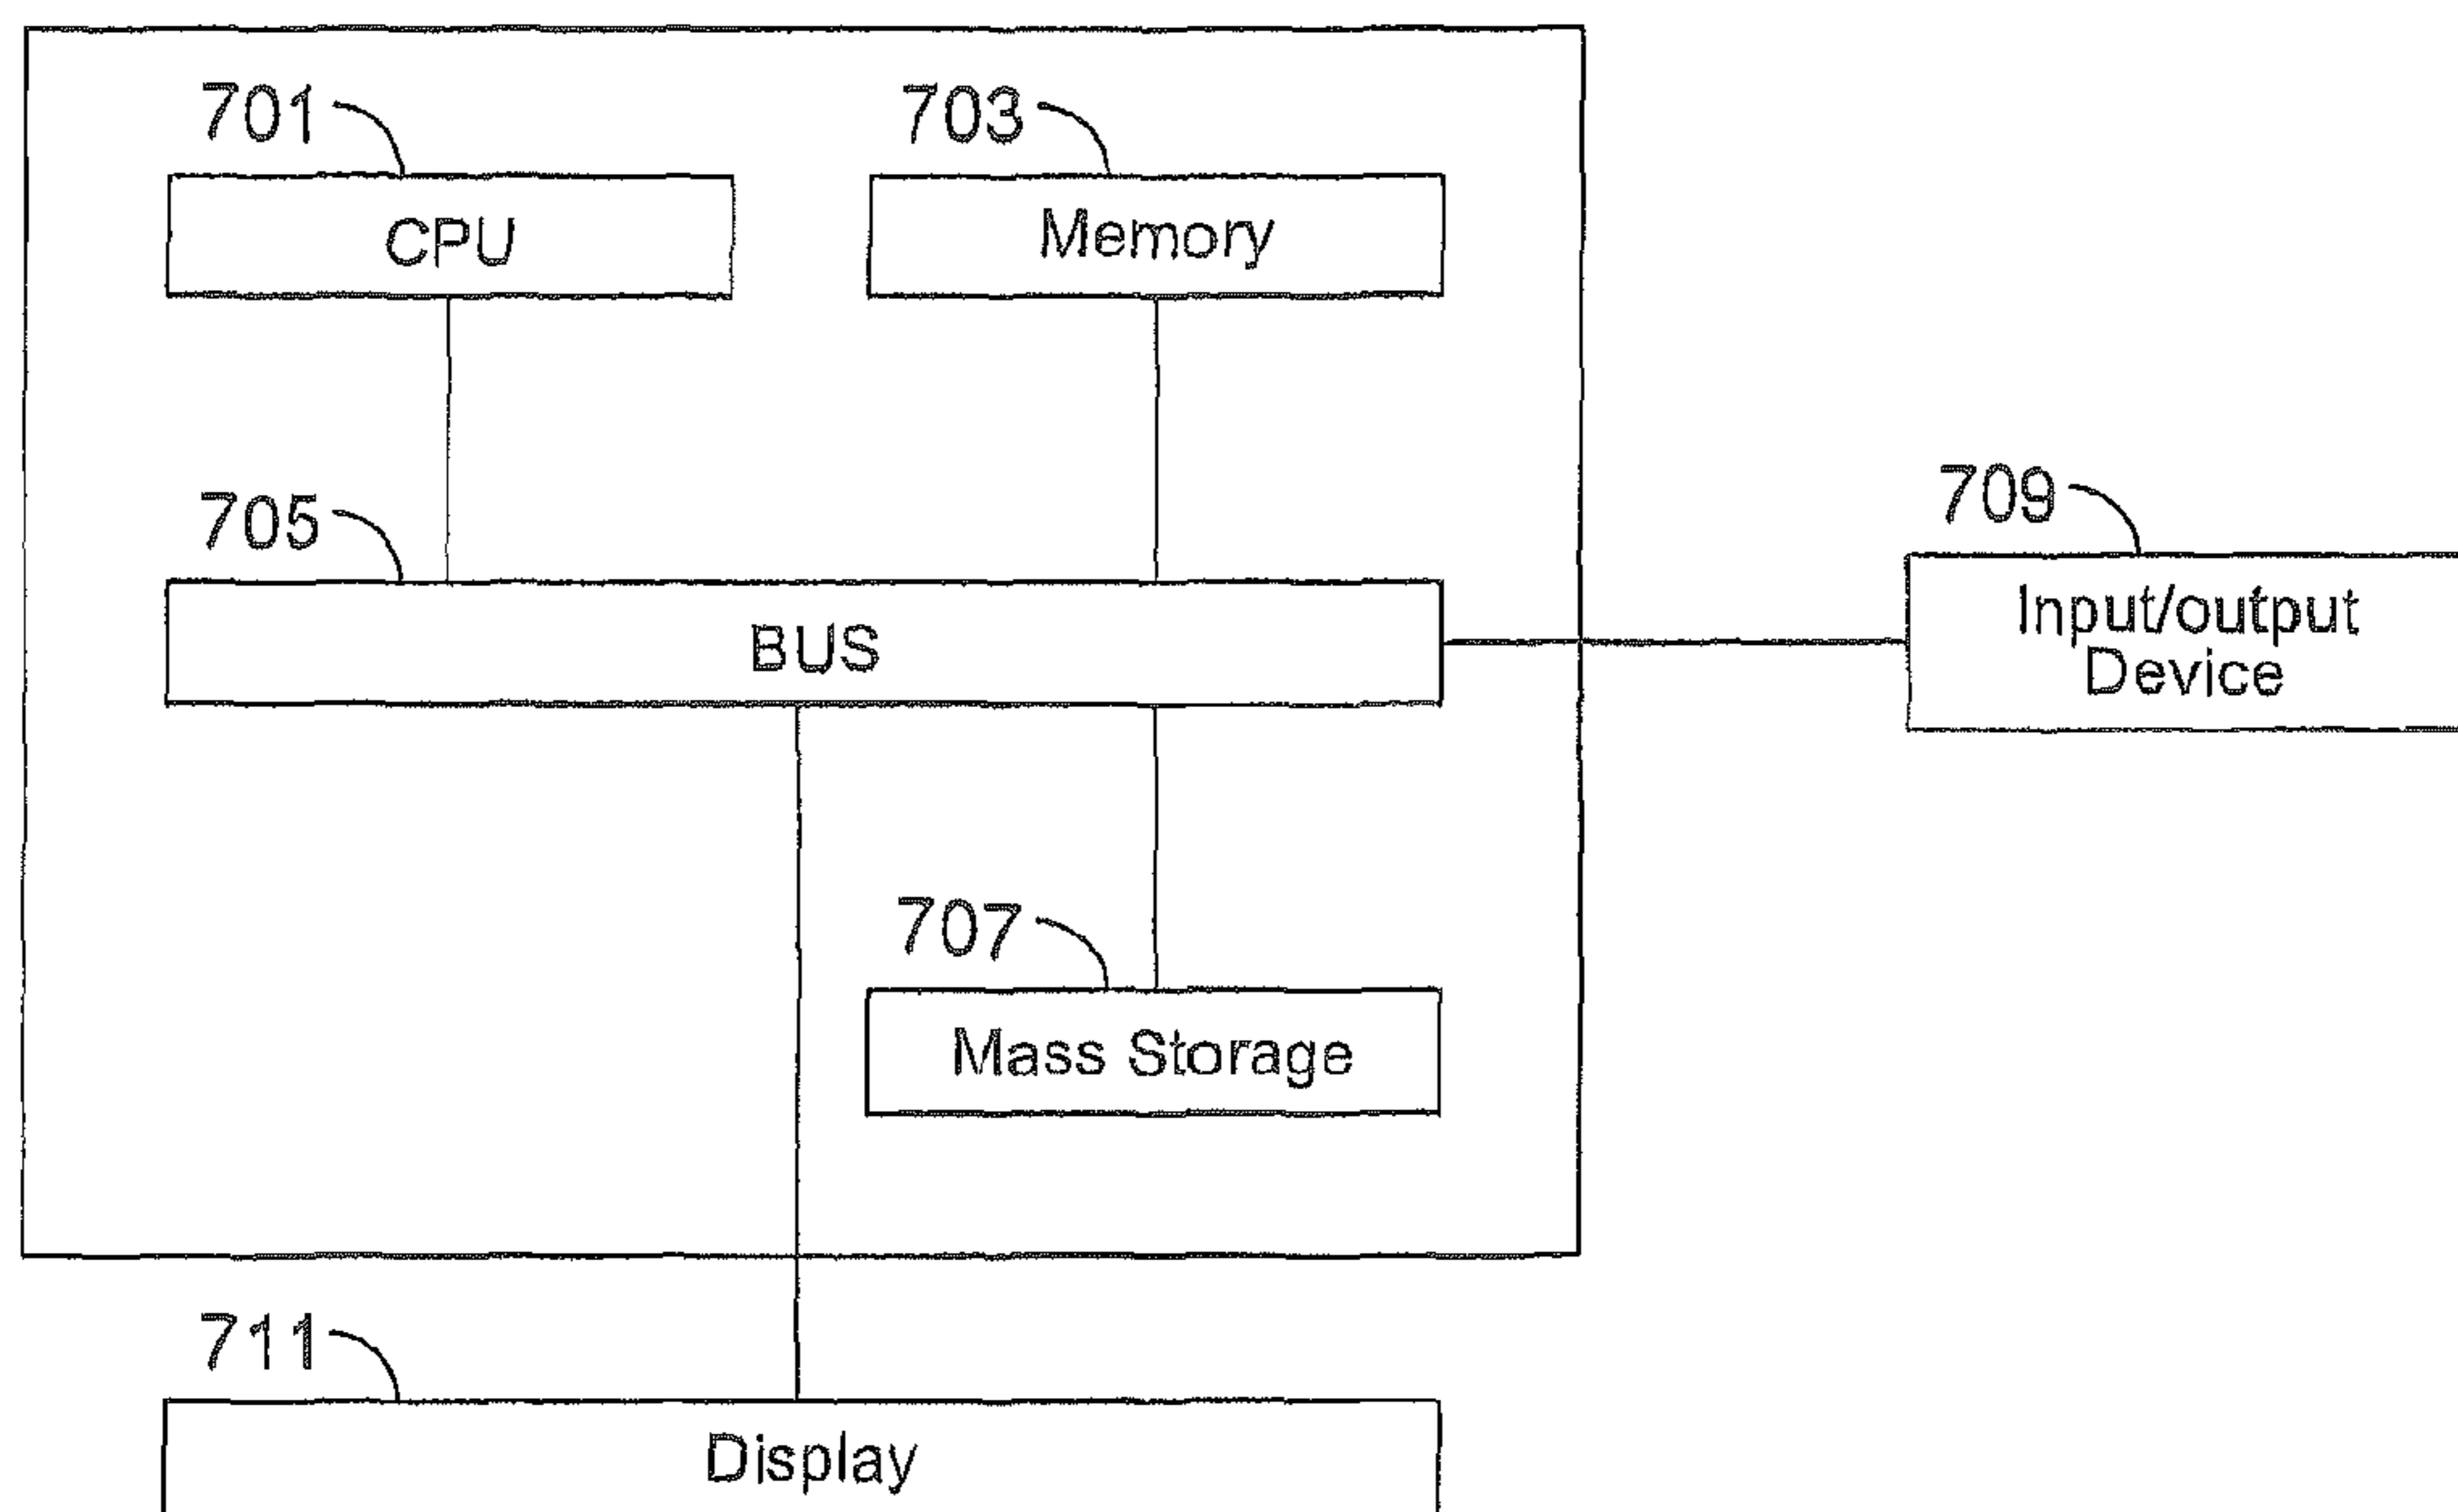 701
703
CPU
Memory
705
709
BUS
Input/output
Device
707
Mass Storage
711
Display